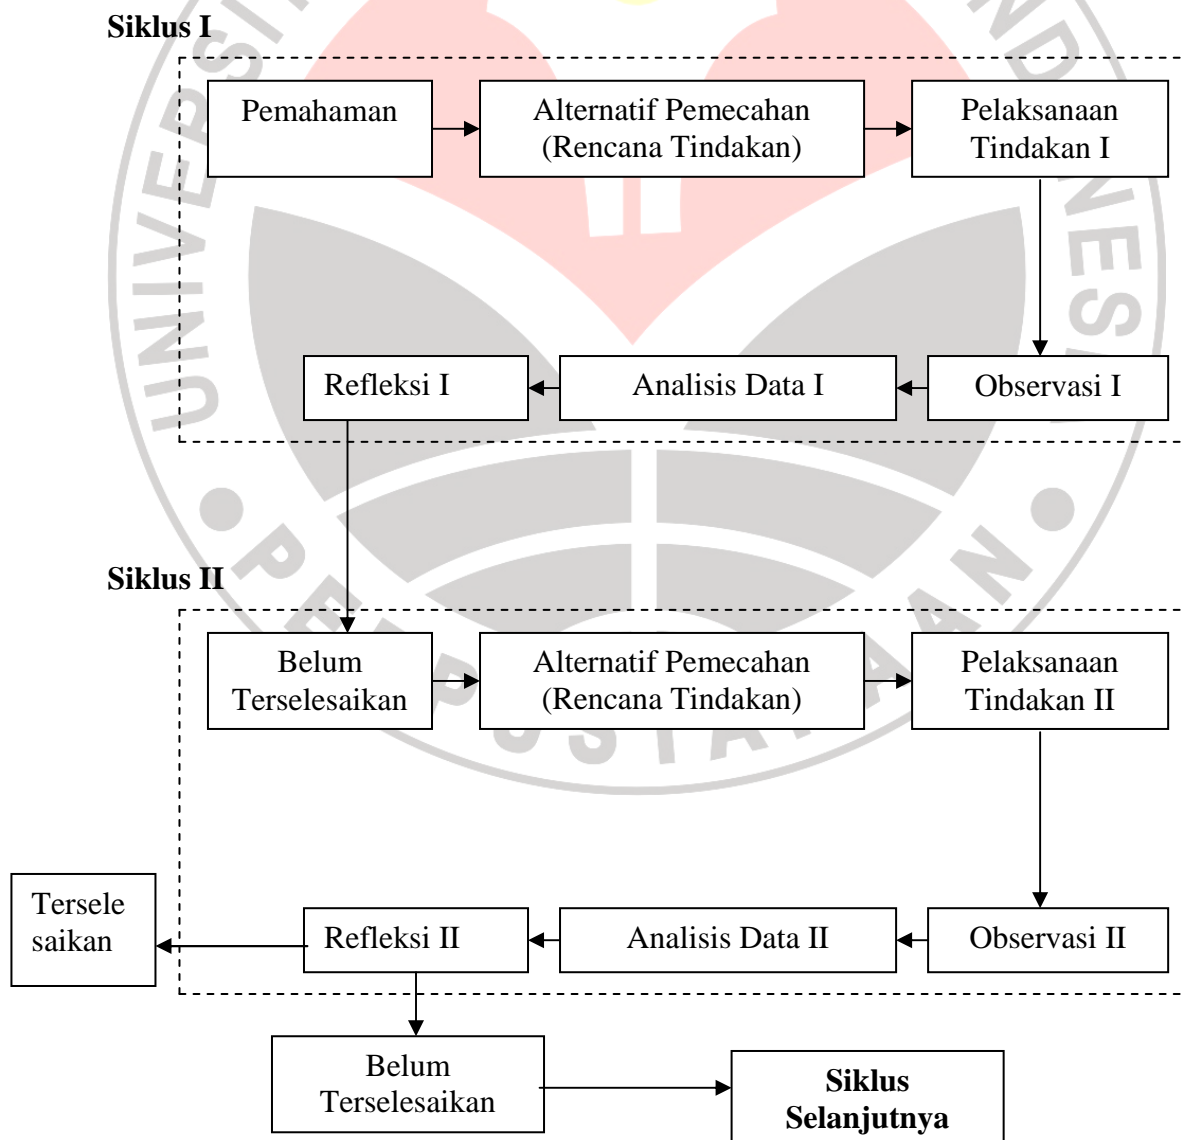 Siklus I
Pemahaman
Alternatif Pemecahan
(Rencana Tindakan)
Pelaksanaan
Tindakan I
Refleksi I
Analisis Data I
Observasi I
Siklus II
Belum
Terselesaikan
Alternatif Pemecahan
(Rencana Tindakan)
Pelaksanaan
Tindakan II
Tersele
saikan
Refleksi II
Analisis Data II
Observasi II
Belum
Terselesaikan
Siklus
Selanjutnya